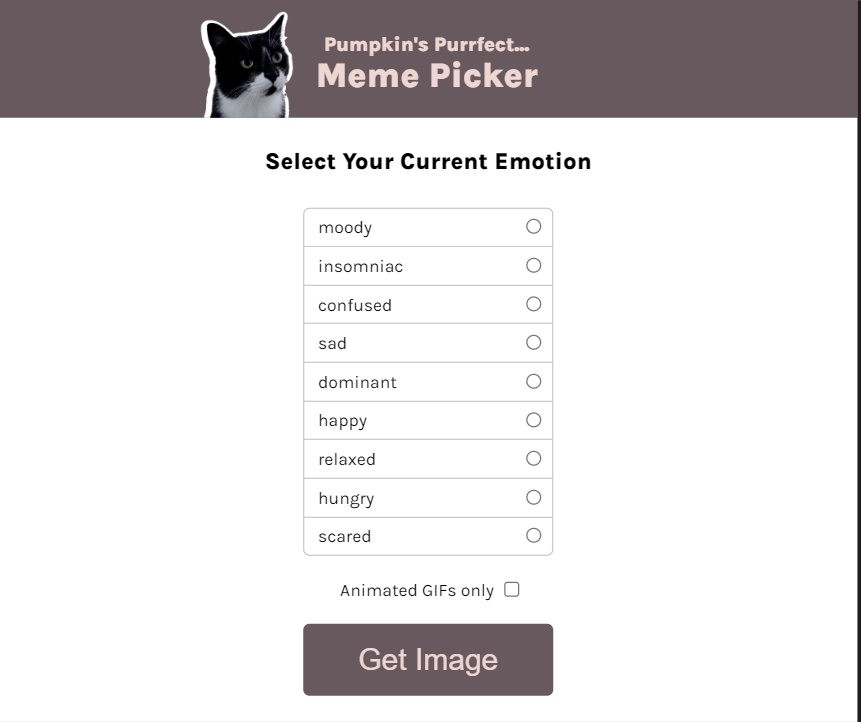 Pumpkin's Purrfect...
Meme Picker
Select Your Current Emotion
moody
insomniac
confused
sad
dominant
happy
relaxed
hungry
scared
Animated GIFs only
Get Image